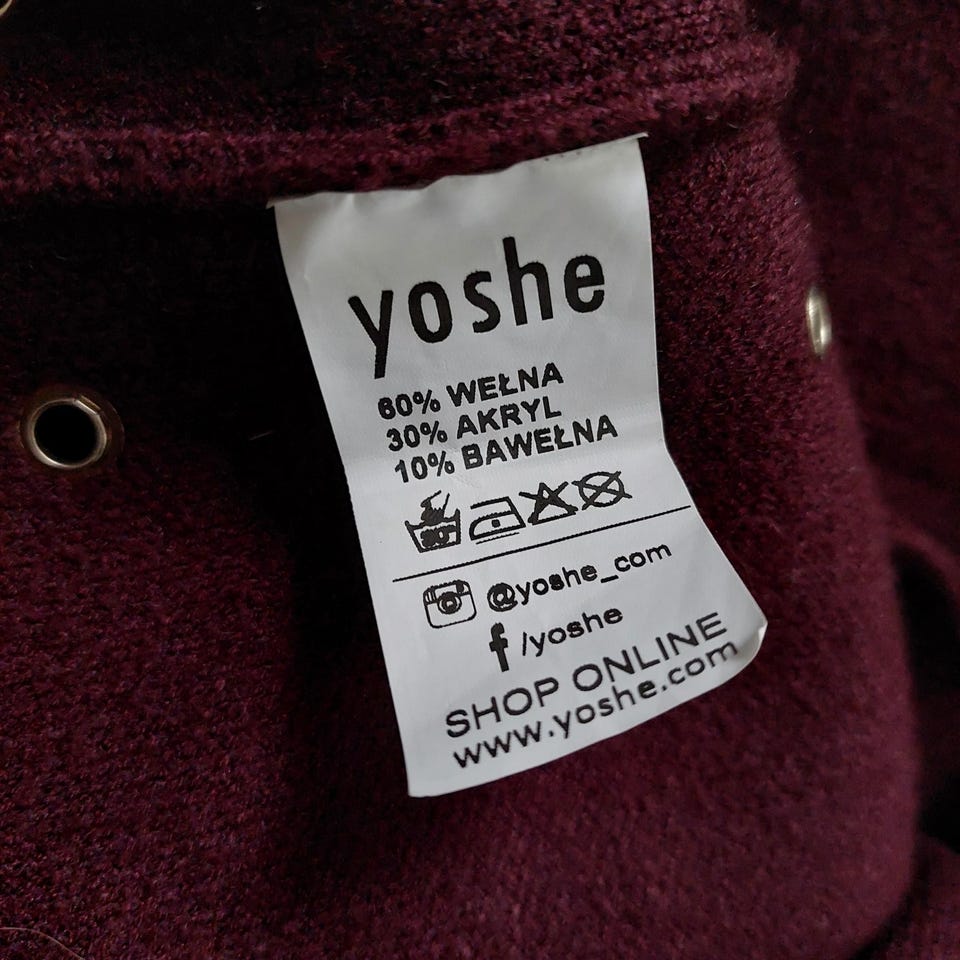 yoshe
60% WEŁNA
30% AKRYL
10% BAWEŁNA
@yoshe_com
f/yoshe
SHOP ONLINE
www.yoshe.com